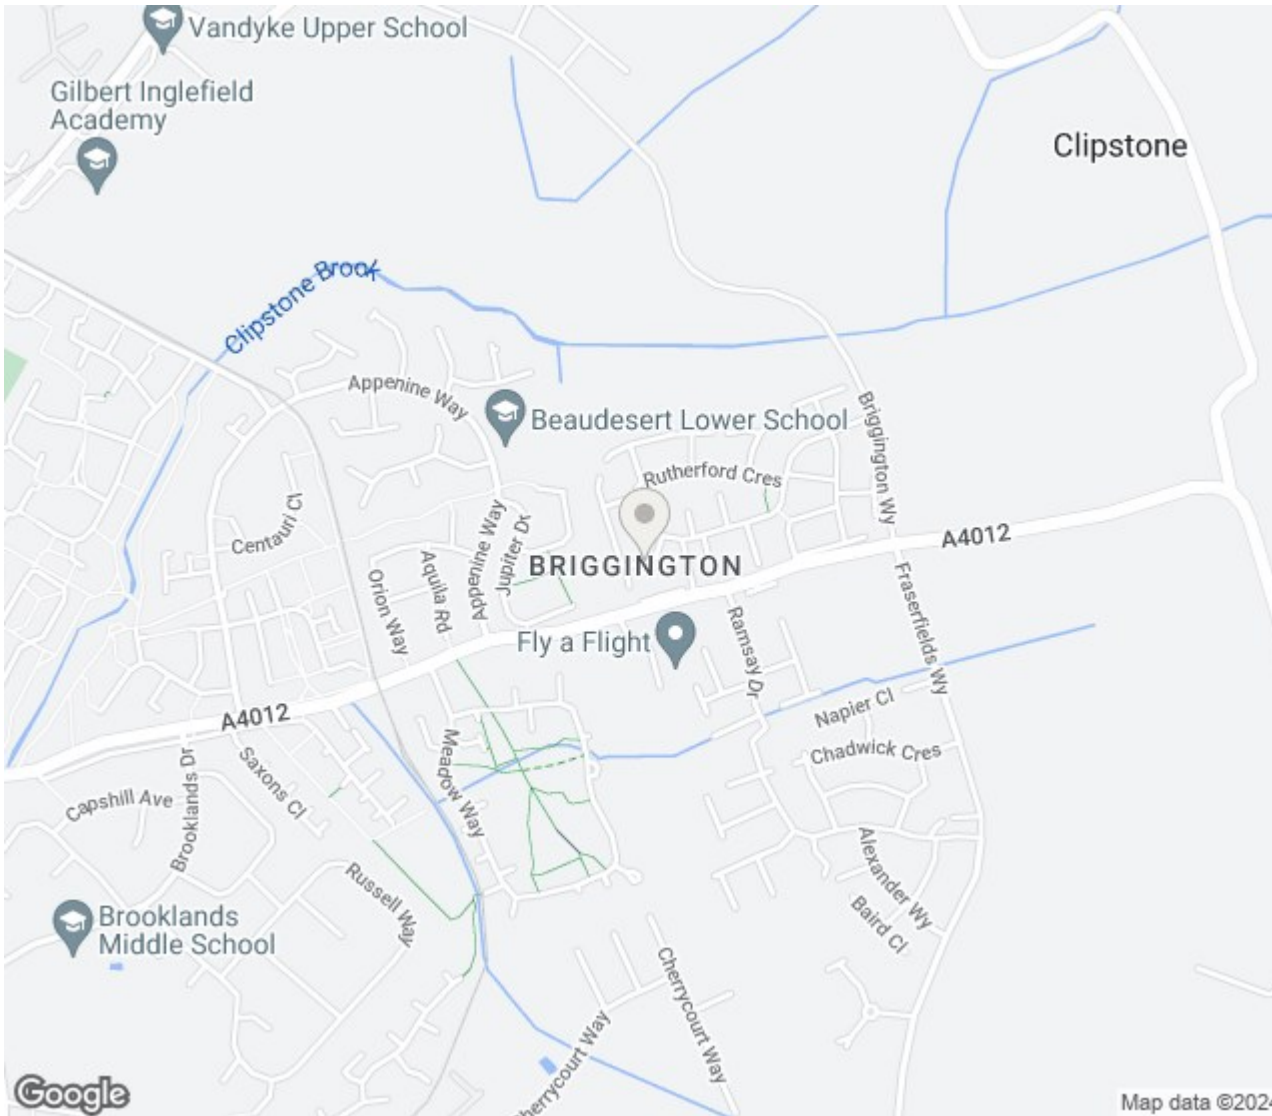 Vandyke Upper School
Gilbert Inglefield
Academy
Clipstone
Clipstone Brook
Appenine Way
Beaudesert Lower School
Briggington Wy
Rutherford Cres
Centauri Cl
Appenine Way
Jupiter Dr
BRIGGINGTON
A4012
Aquila Rd
Orion Way
Fraserfields Wy
Fly a Flight
Ramsay Dr
A4012
Napier Cl
Meadow Way
Chadwick Cres
Saxons Cl
Brooklands Dr
Capshill Ave
Alexander Wy
Russell Way
Baird Cl
Brooklands
Middle School
Cherrycourt Way
herrycourt Way
Google
Map data ©2024